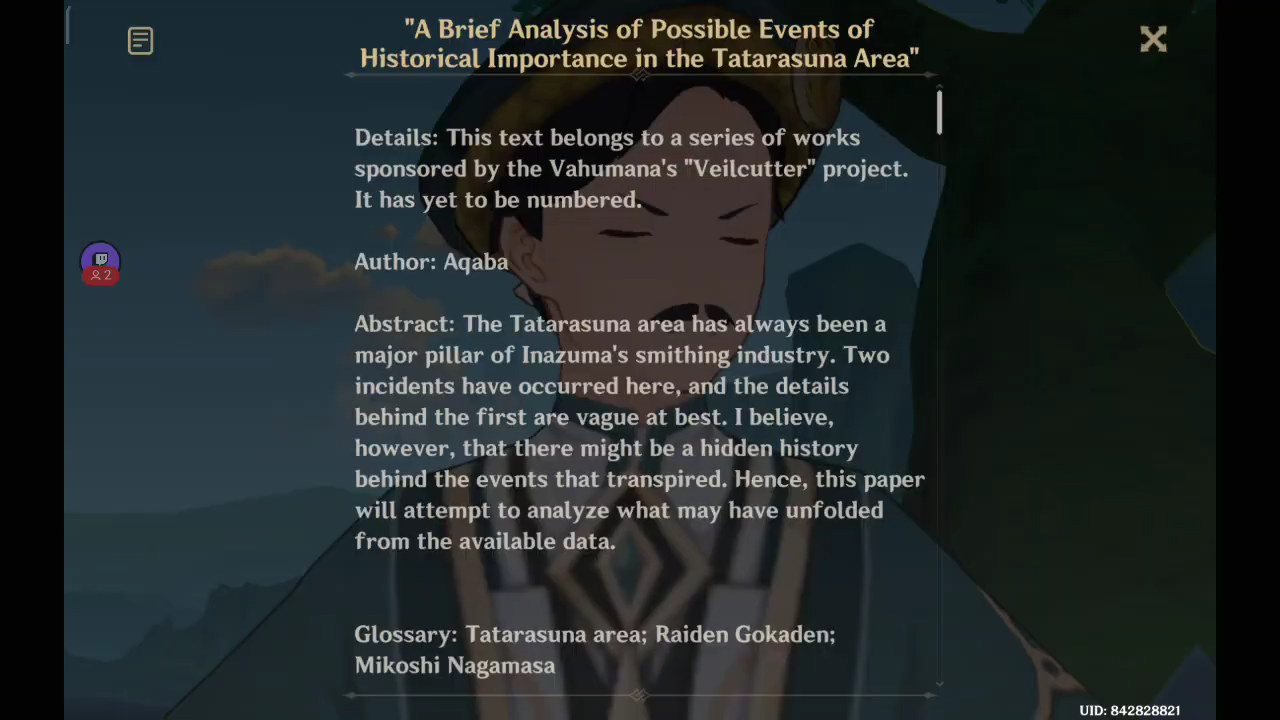 "A Brief Analysis of Possible Events of
Historical Importance in the Tatarasuna Area"
Details: This text belongs to a series of works
sponsored by the Vahumana's "Veilcutter" project.
It has yet to be numbered.
Author: Aqaba
Abstract: The Tatarasuna area has always been a
major pillar of Inazuma's smithing industry. Two
incidents have occurred here, and the details
behind the first are vague at best. I believe,
however, that there might be a hidden history
behind the events that transpired. Hence, this paper
will attempt to analyze what may have unfolded
from the available data.
Glossary: Tatarasuna area; Raiden Gokaden;
Mikoshi Nagamasa
2
UID: 842828821